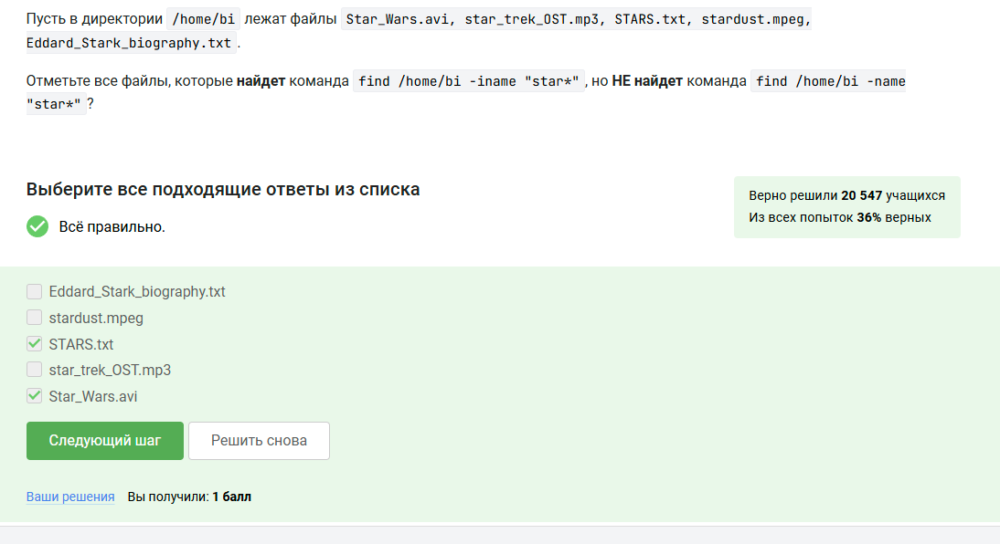 Пусть в директории /home/bi лежат файлы Star_Wars.avi, star_trek_OST.mp3, STARS.txt, stardust.mpeg,
Eddard_Stark_biography.txt.
Отметьте все файлы, которые найдет команда find /home/bi -iname "star*", но НЕ найдет команда find /home/bi -name
"star*"?
Выберите все подходящие ответы из списка
Верно решили 20 547 учащихся
Из всех попыток 36% верных
Всё правильно.
Eddard_Stark_biography.txt
stardust.mpeg
STARS.txt
star_trek_OST.mp3
Star_Wars.avi
Следующий шаг
Решить снова
Ваши решения Вы получили: 1 балл